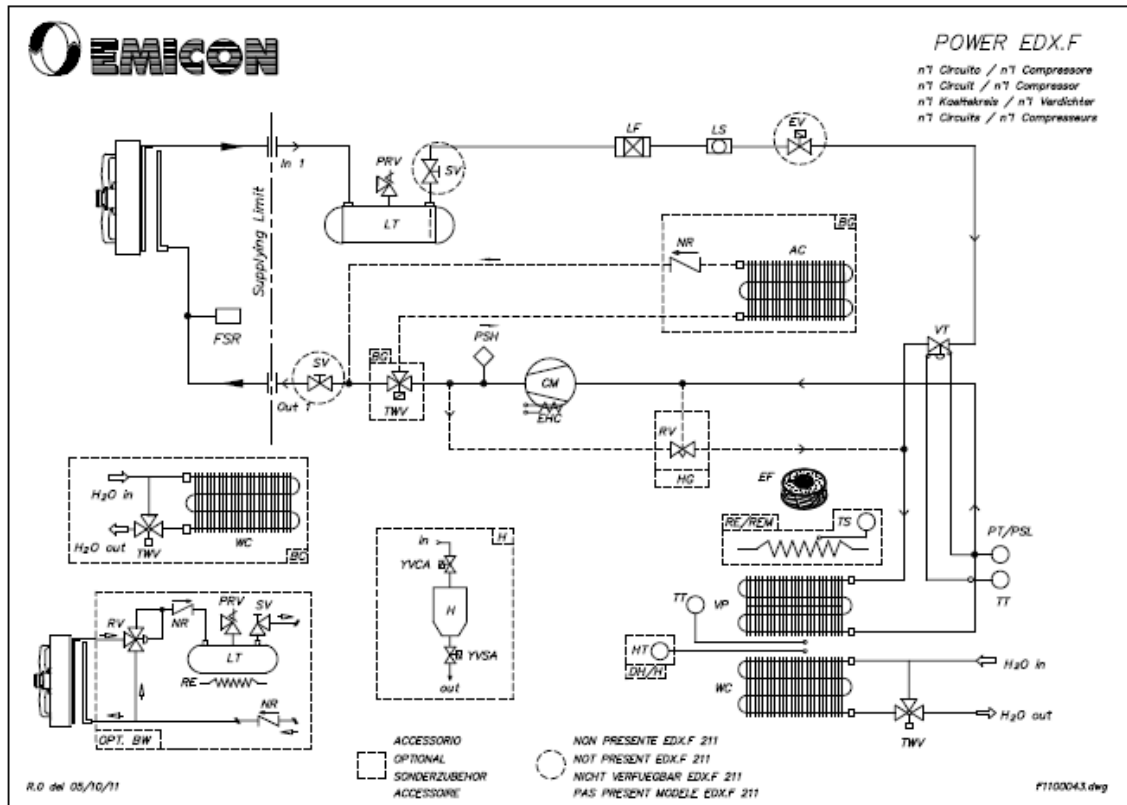 EMICON
POWER EDX.F
n°1 Circuito / n°1 Compressore
n°1 Circuit / n°1 Compressor
n°1 Kaeltekreis / n°1 Verdichter
n°1 Circuits / n°1 Compresseurs
In 1
PRV
SV
LT
LF
LS
EV
Supplying Limit
FSR
NR
AC
BG
VT
SV
Out 1
BG
TWV
PSH
CM
EHC
RV
HG
EF
H₂O in
H₂O out
TWV
WC
BC
In
H
YVCA
H
YVSA
out
RE/REM
TS
PT/PSL
TT
TT
VP
HT
DH/H
WC
H₂O in
H₂O out
TWV
RV
NR
PRV
SV
LT
RE
NR
OPT. BW
ACCESSORIO
OPTIONAL
SONDERZUBEHOR
ACCESSOIRE
NON PRESENTE EDX.F 211
NOT PRESENT EDX.F 211
NICHT VERFUEGBAR EDX.F 211
PAS PRESENT MODELE EDX.F 211
R.0 del 05/10/11
F1100043.dwg